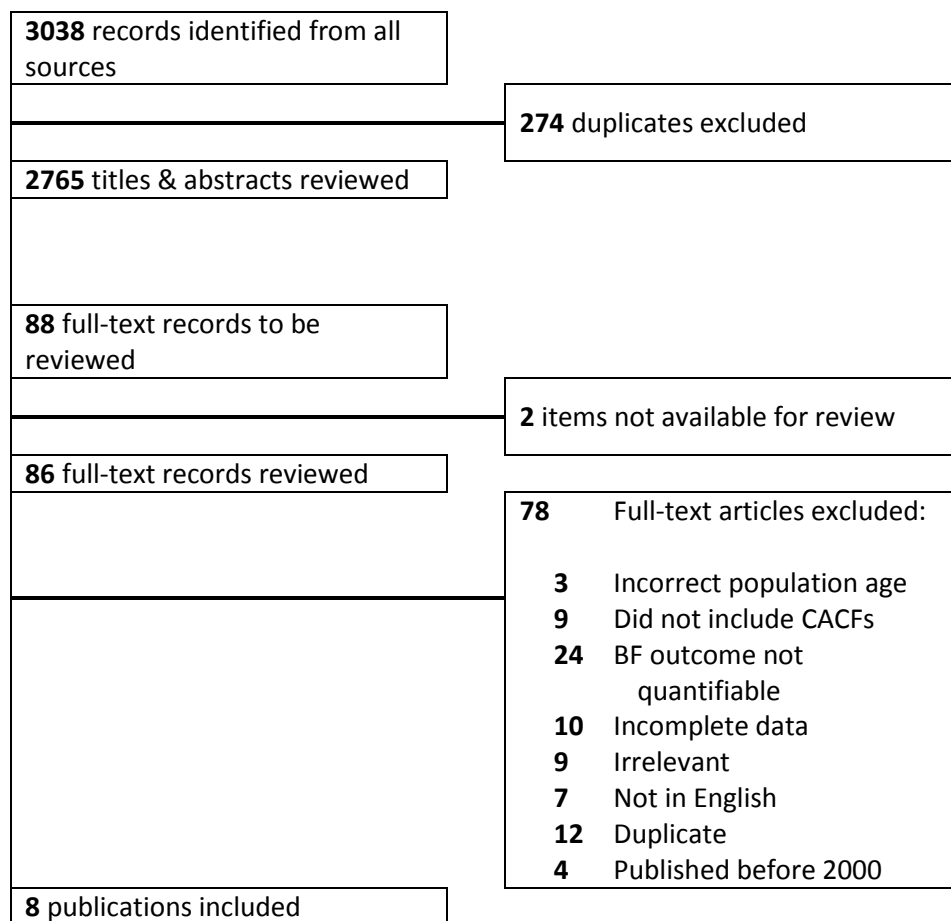 3038 records identified from all
sources
274 duplicates excluded
2765 titles & abstracts reviewed
88 full-text records to be
reviewed
2 items not available for review
86 full-text records reviewed
78 Full-text articles excluded:
3 Incorrect population age
9 Did not include CACFs
24 BF outcome not
quantifiable
10 Incomplete data
9 Irrelevant
7 Not in English
12 Duplicate
4 Published before 2000
8 publications included